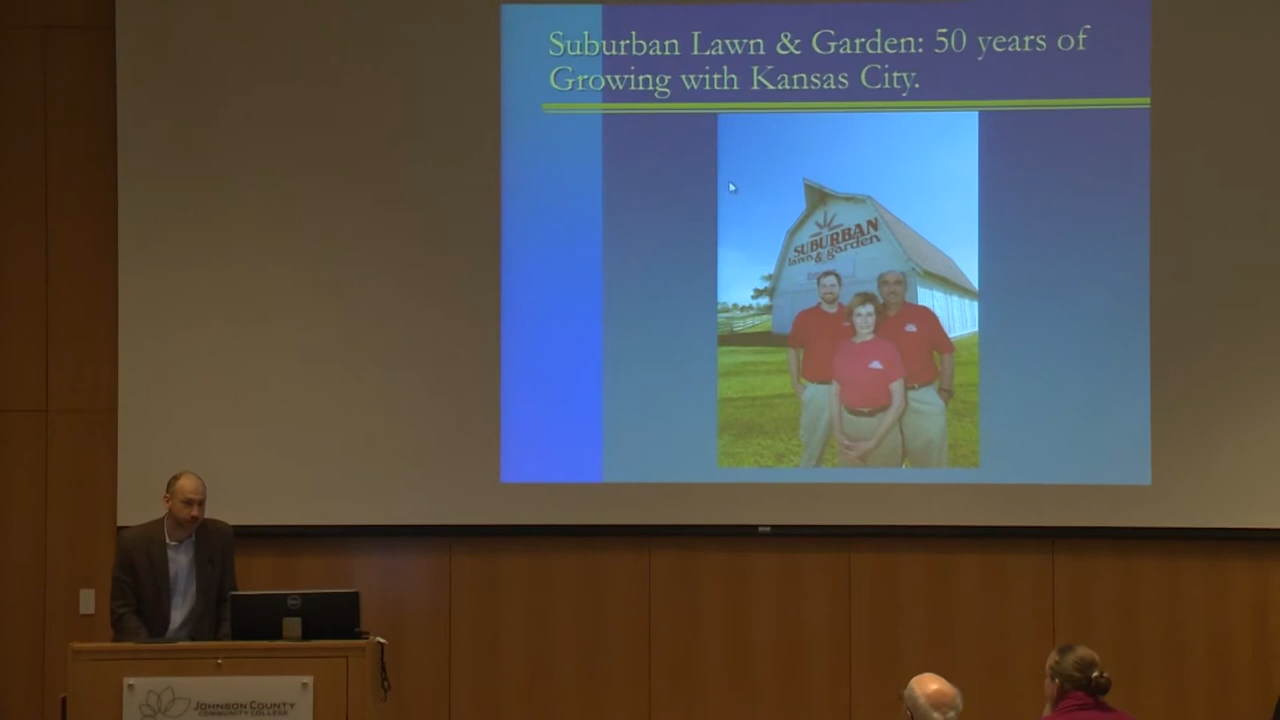 Suburban Lawn & Garden: 50 years of
Growing with Kansas City.
SUBURBAN
lawn & garden
JOHNSON COUNTY
COMMUNITY COLLEGE